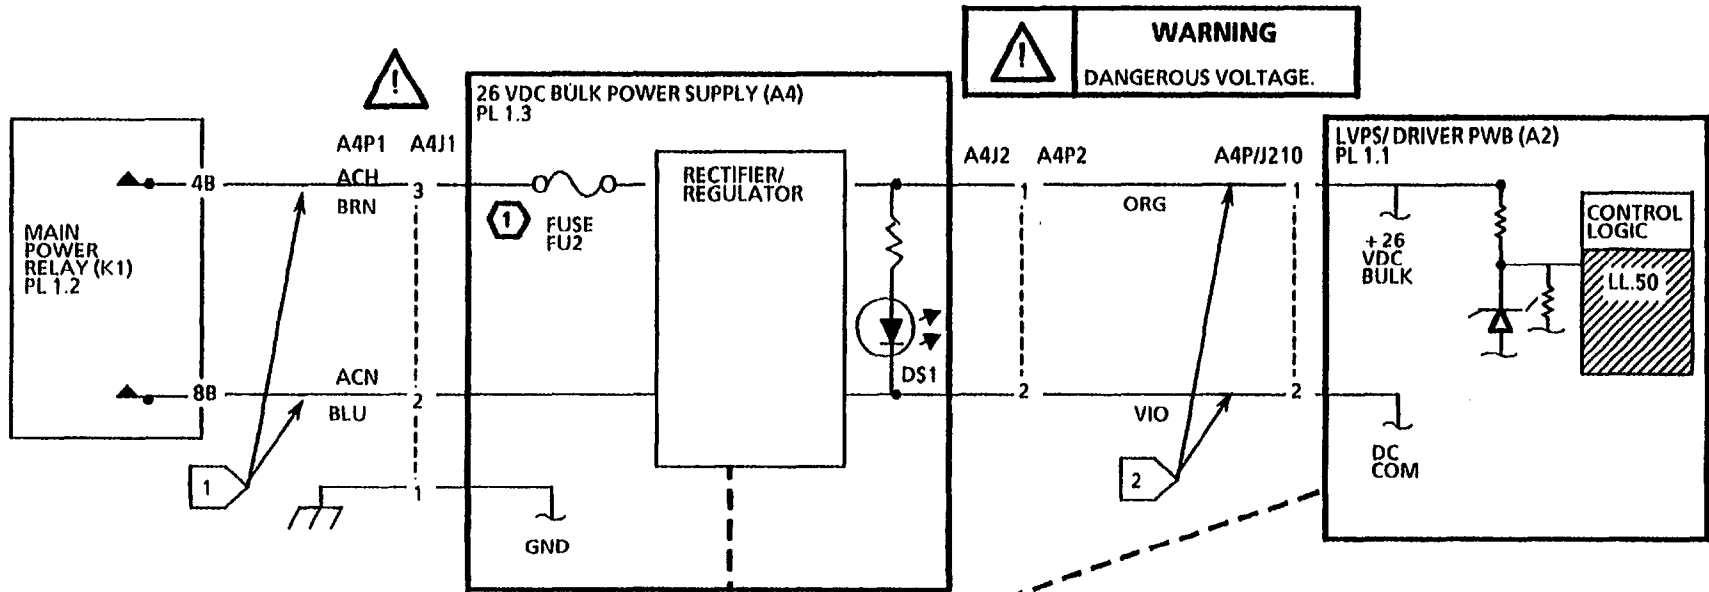 WARNING
DANGEROUS VOLTAGE.
!
!
26 VDC BULK POWER SUPPLY (A4)
PL 1.3
LVPS/ DRIVER PWB (A2)
PL 1.1
A4P1
A4J1
A4J2
A4P2
A4P/J210
4B
ACH
BRN
3
1
FUSE
FU2
RECTIFIER/
REGULATOR
1
ORG
1
+ 26
VDC
BULK
CONTROL
LOGIC
LL.50
MAIN
POWER
RELAY (K1)
PL 1.2
8B
ACN
BLU
2
DS1
2
VIO
2
DC
COM
1
1
GND
2